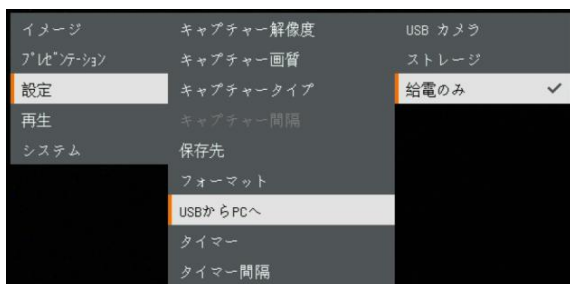 イメージ
プレゼンテーション
設定
再生
システム
キャプチャー解像度
キャプチャー画質
キャプチャータイプ
キャプチャー間隔
保存先
フォーマット
USBからPCへ
タイマー
タイマー間隔
USB カメラ
ストレージ
給電のみ